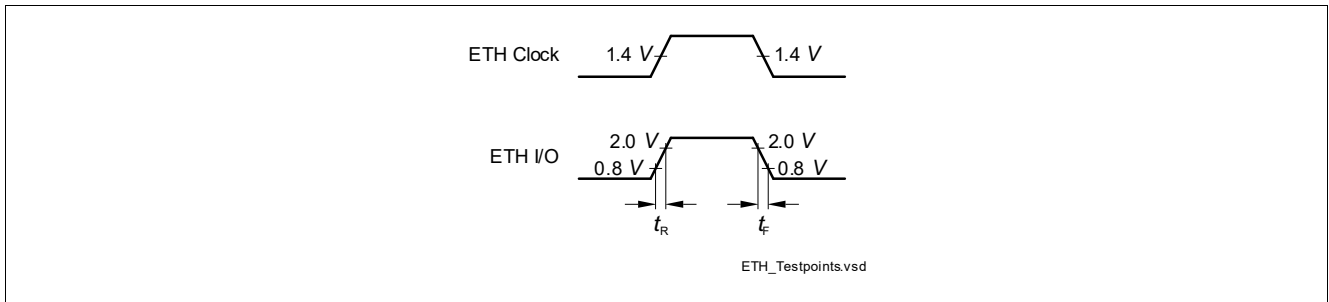 ETH Clock 1.4 V 1.4 V
2.0 V 2.0 V
ETH I/O
0.8 V 0.8 V
tR tF
ETH_Testpoints.vsd